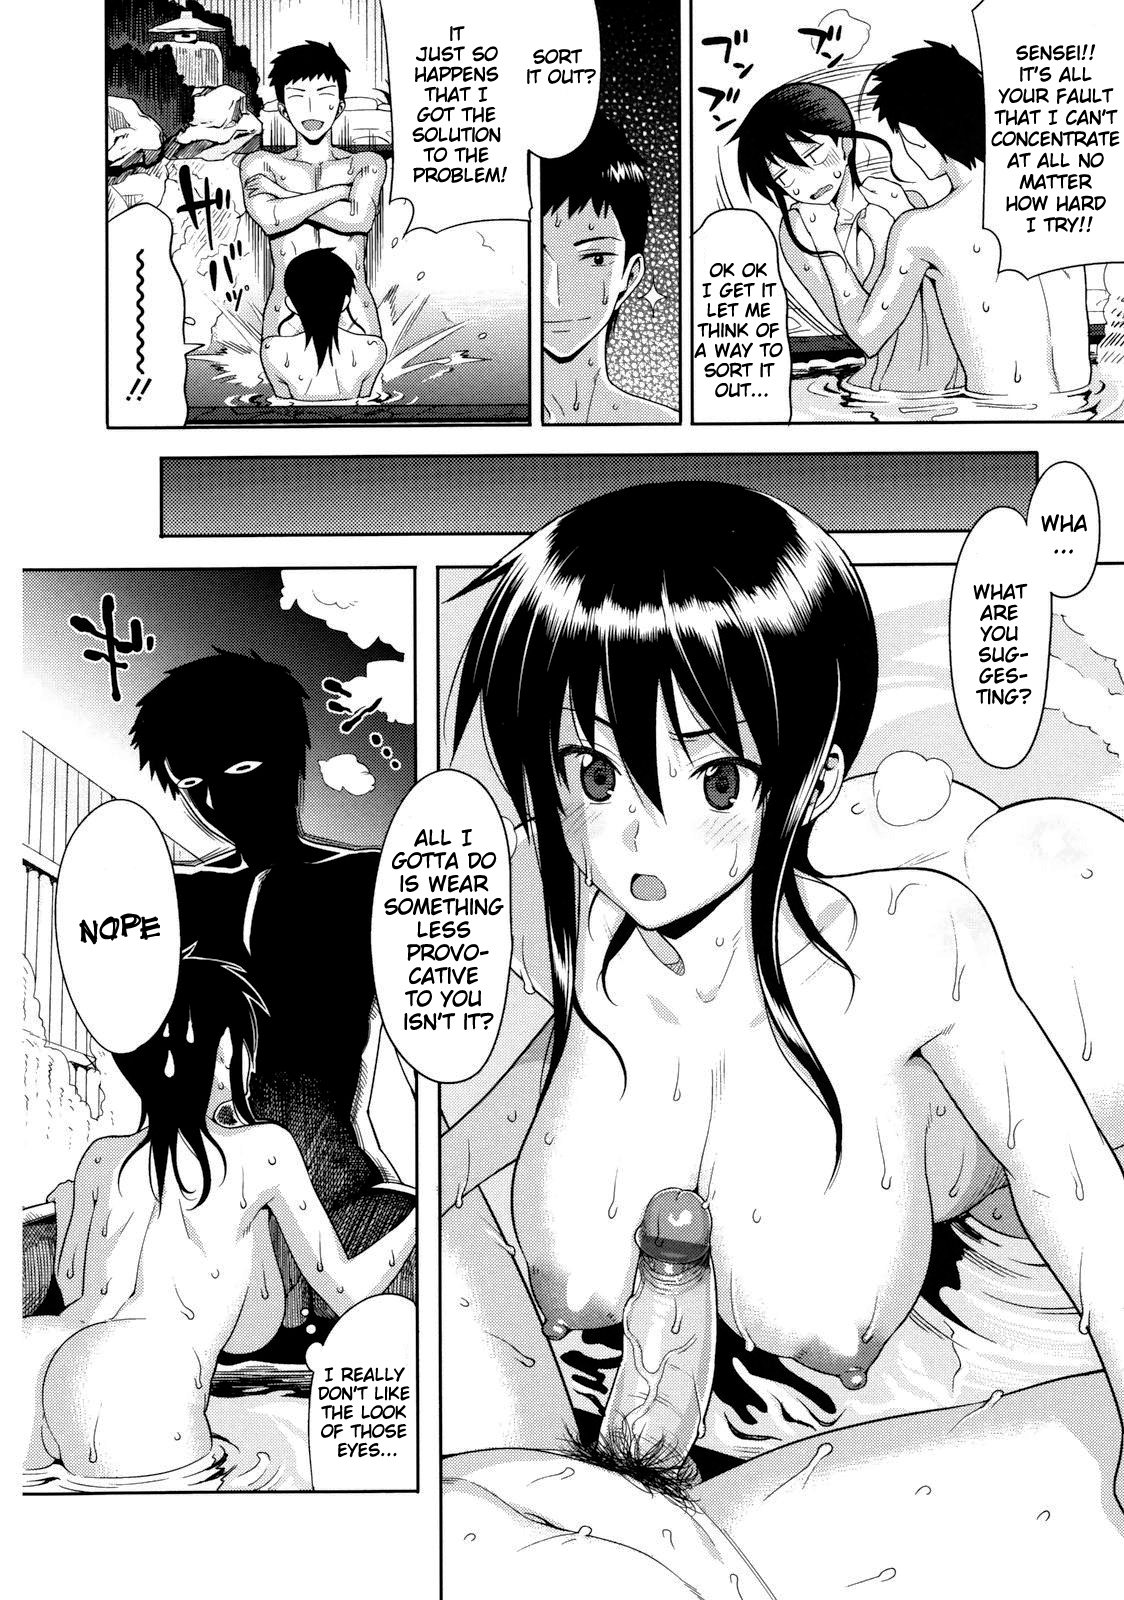 SENSEI!!
IT'S ALL
YOUR FAULT
THAT I CAN'T
CONCENTRATE
AT ALL NO
MATTER
HOW HARD
I TRY!!
OK OK
I GET IT
LET ME
THINK OF
A WAY TO
SORT IT
OUT...
SORT
IT OUT?
IT
JUST SO
HAPPENS
THAT I
GOT THE
SOLUTION
TO THE
PROBLEM!
~~~~~!!
WHA
...
WHAT
ARE
YOU
SUG-
GES-
TING?
ALL I
GOTTA DO
IS WEAR
SOMETHING
LESS
PROVO-
CATIVE
TO YOU
ISN'T IT?
NOPE
I REALLY
DON'T LIKE
THE LOOK
OF THOSE
EYES...